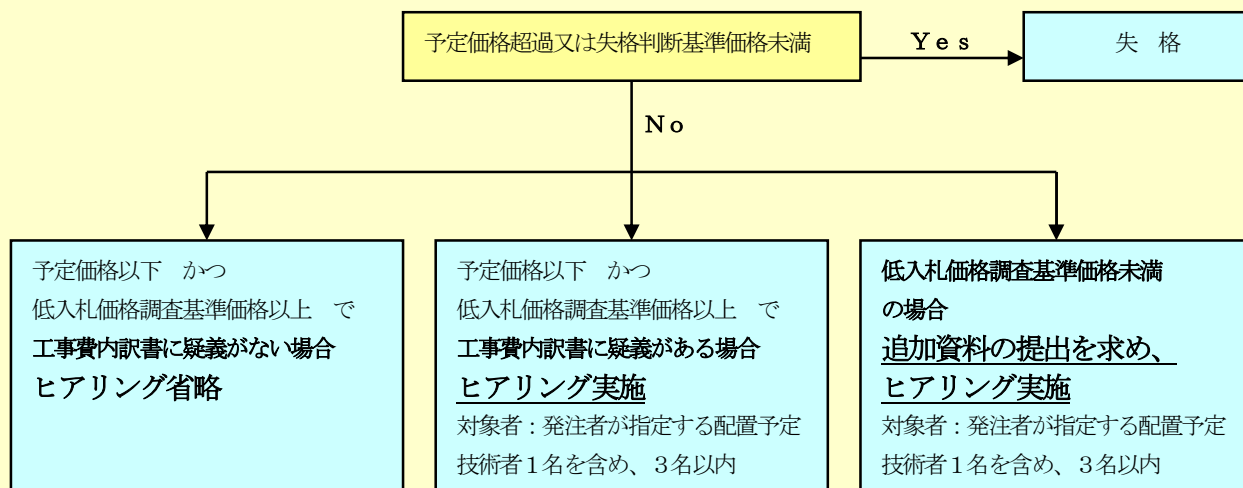 予定価格超過又は失格判断基準価格未満
Ｙｅｓ
失　格
Ｎｏ
予定価格以下　かつ
低入札価格調査基準価格以上　で
工事費内訳書に疑義がない場合
ヒアリング省略
予定価格以下　かつ
低入札価格調査基準価格以上　で
工事費内訳書に疑義がある場合
ヒアリング実施
対象者：発注者が指定する配置予定
技術者１名を含め、３名以内
低入札価格調査基準価格未満
の場合
追加資料の提出を求め、
ヒアリング実施
対象者：発注者が指定する配置予定
技術者１名を含め、３名以内